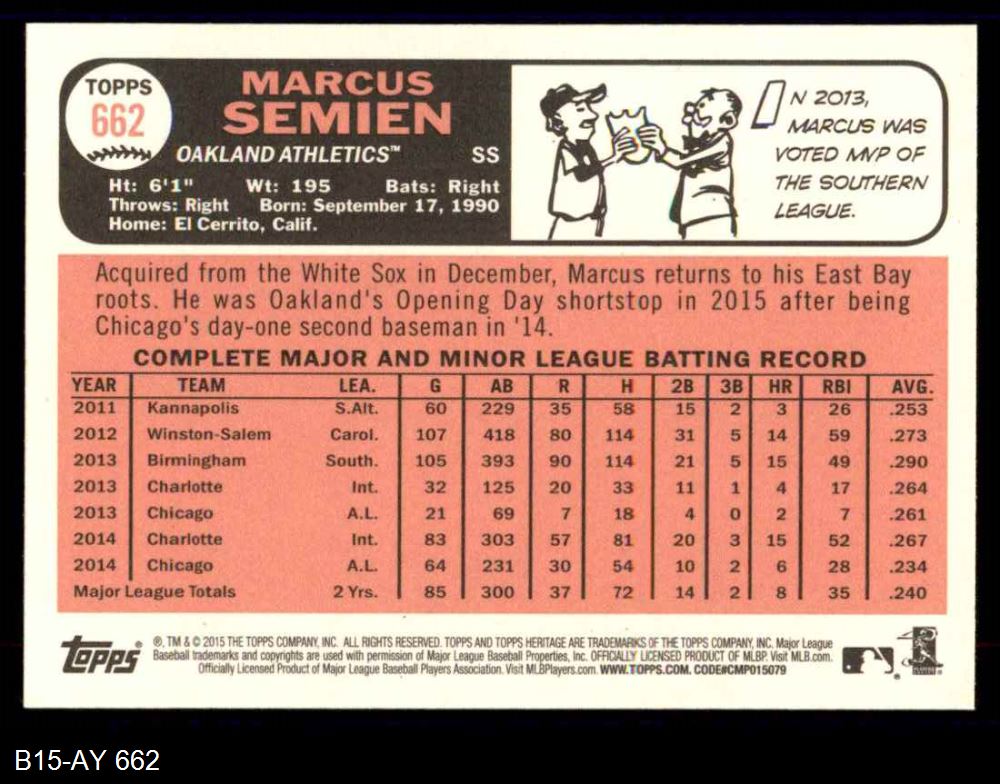 TOPPS
662
MARCUS
SEMIEN
OAKLAND ATHLETICS™ SS
Ht: 6'1" Wt: 195 Bats: Right
Throws: Right Born: September 17, 1990
Home: El Cerrito, Calif.
IN 2013,
MARCUS WAS
VOTED MVP OF
THE SOUTHERN
LEAGUE.
Acquired from the White Sox in December, Marcus returns to his East Bay
roots. He was Oakland's Opening Day shortstop in 2015 after being
Chicago's day-one second baseman in '14.
COMPLETE MAJOR AND MINOR LEAGUE BATTING RECORD
YEAR TEAM LEA. G AB R H 2B 3B HR RBI AVG.
2011 Kannapolis S.Alt. 60 229 35 58 15 2 3 26 .253
2012 Winston-Salem Carol. 107 418 80 114 31 5 14 59 .273
2013 Birmingham South. 105 393 90 114 21 5 15 49 .290
2013 Charlotte Int. 32 125 20 33 11 1 4 17 .264
2013 Chicago A.L. 21 69 7 18 4 0 2 7 .261
2014 Charlotte Int. 83 303 57 81 20 3 15 52 .267
2014 Chicago A.L. 64 231 30 54 10 2 6 28 .234
Major League Totals 2 Yrs. 85 300 37 72 14 2 8 35 .240
Topps®
®, TM & © 2015 THE TOPPS COMPANY, INC. ALL RIGHTS RESERVED. TOPPS AND TOPPS HERITAGE ARE TRADEMARKS OF THE TOPPS COMPANY, INC. Major League
Baseball trademarks and copyrights are used with permission of Major League Baseball Properties, Inc. OFFICIALLY LICENSED PRODUCT OF MLBP. Visit MLB.com.
Officially Licensed Product of Major League Baseball Players Association. Visit MLBPlayers.com. WWW.TOPPS.COM. CODE#CMP015079
B15-AY 662